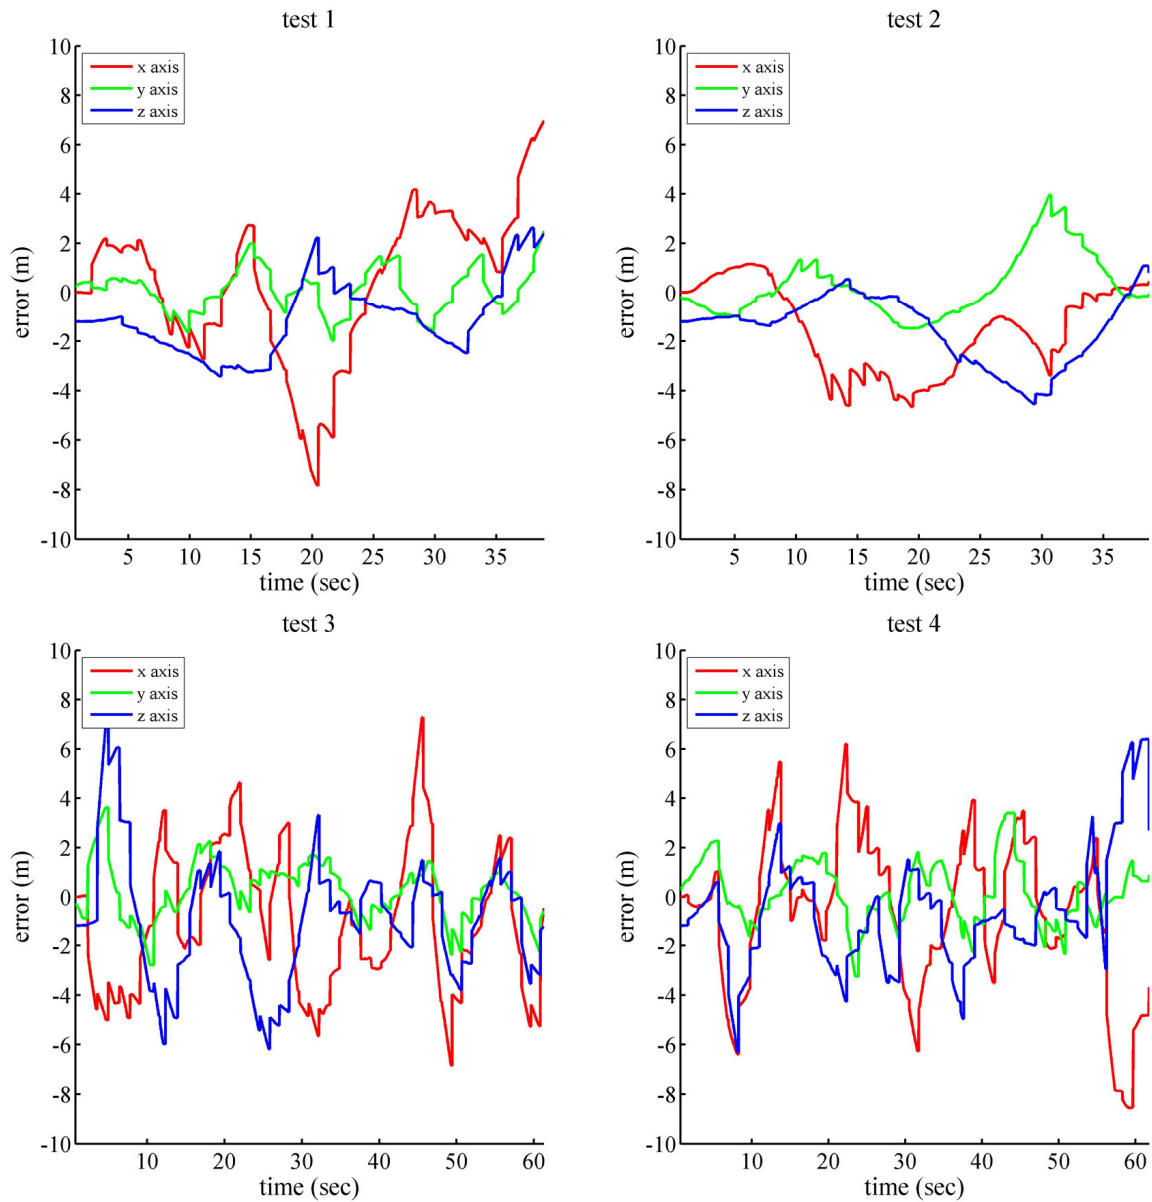 test 1
10
8
6
4
2
0
-2
-4
-6
-8
-10
error (m)
x axis
y axis
z axis
5 10 15 20 25 30 35
time (sec)
test 2
10
8
6
4
2
0
-2
-4
-6
-8
-10
error (m)
x axis
y axis
z axis
5 10 15 20 25 30 35
time (sec)
test 3
10
8
6
4
2
0
-2
-4
-6
-8
-10
error (m)
x axis
y axis
z axis
10 20 30 40 50 60
time (sec)
test 4
10
8
6
4
2
0
-2
-4
-6
-8
-10
error (m)
x axis
y axis
z axis
10 20 30 40 50 60
time (sec)